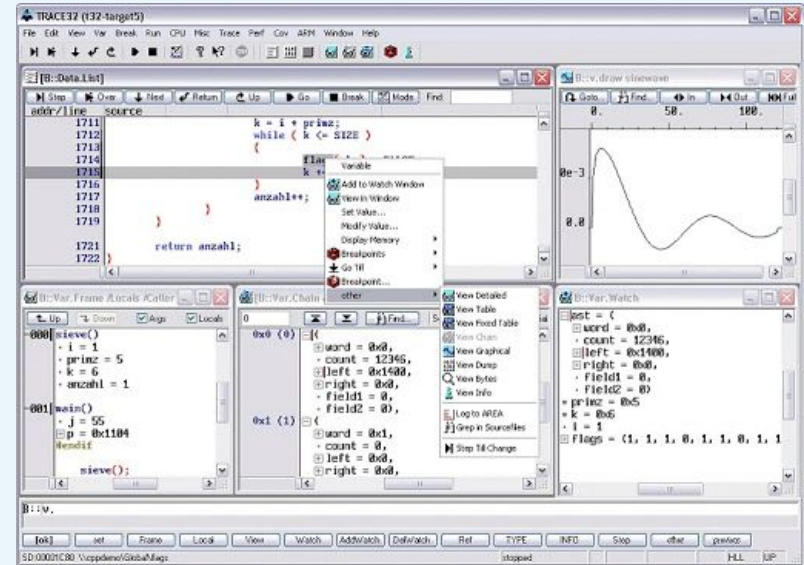 TRACE32 (t32-target5)
File Edit View Var Break Run CPU Misc Trace Perf Cov ARM Window Help
[B::Data.List]
Step Over Next Return Up Go Break Mode Find
addr/line source
1711 k = i + primz;
1712 while ( k <= SIZE )
1713 {
1714
1715 k
1716 }
1717 anzahl++;
1718 }
1719 }
1721 return anzahl;
1722 }
Variable
Add to Watch Window
View in Window
Set Value...
Modify Value...
Display Memory
Breakpoints
Go Till
Breakpoint...
other
View Detailed
View Table
View Fixed Table
View Chain
View Graphical
View Dump
View Bytes
View Info
Log to AREA
Grep in Sourcefiles
Step Till Change
B::v.draw sinewave
Goto... Find... In Out Full
0. 50. 100.
0e-3
0.0
B::Var.Frame /Locals /Caller
Up Down Args Locals
-000 sieve()
i = 1
primz = 5
k = 6
anzahl = 1
-001 main()
j = 55
p = 0x1104
#endif
sieve();
[B::Var.Chain
0 Find...
0x0 (0) (
word = 0x0,
count = 12346,
left = 0x1400,
right = 0x0,
field1 = 0,
field2 = 0),
0x1 (1) (
word = 0x1,
count = 0,
left = 0x0,
right = 0x0,
B::Var.Watch
ast = (
word = 0x0,
count = 12346,
left = 0x1400,
right = 0x0,
field1 = 0,
field2 = 0)
primz = 0x5
k = 0x6
i = 1
flags = (1, 1, 1, 0, 1, 1, 0, 1, 1
B::v.
[ok] set Frame Local View Watch AddWatch DelWatch Ref TYPE INFO Step other previous
SD:00001C80 \\cppdemo\Global\flags stopped HLL UP